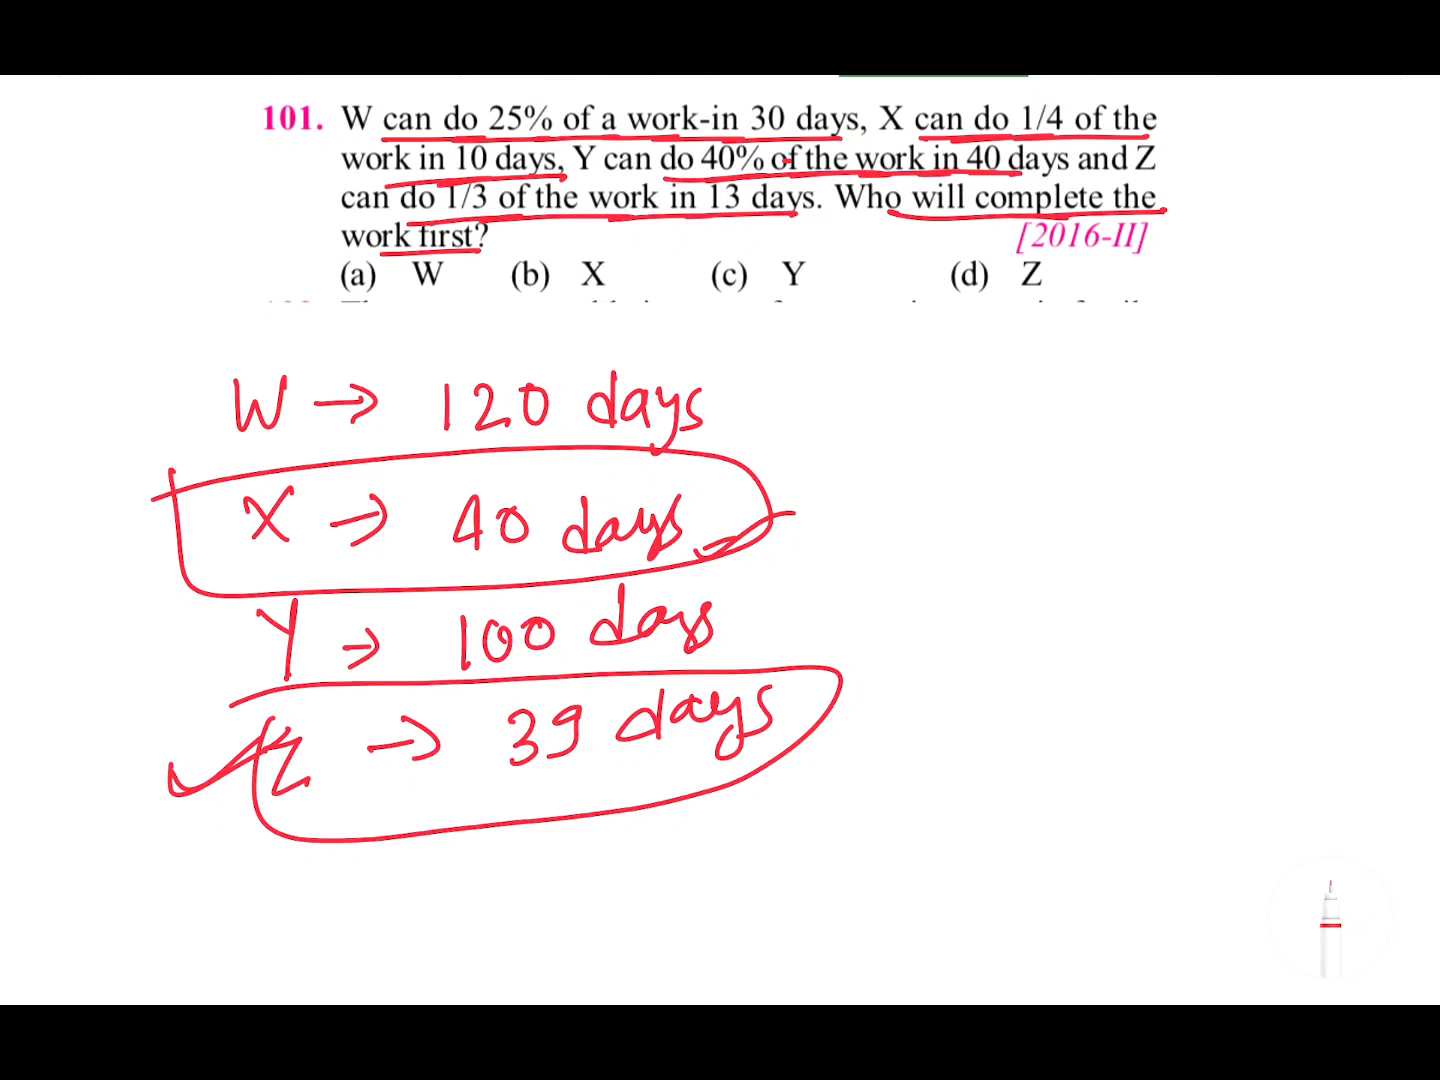 101. W can do 25% of a work-in 30 days, X can do 1/4 of the
work in 10 days, Y can do 40% of the work in 40 days and Z
can do 1/3 of the work in 13 days. Who will complete the
work first? [2016-II]
(a) W (b) X (c) Y (d) Z
W → 120 days
X → 40 days
Y → 100 days
Z → 39 days